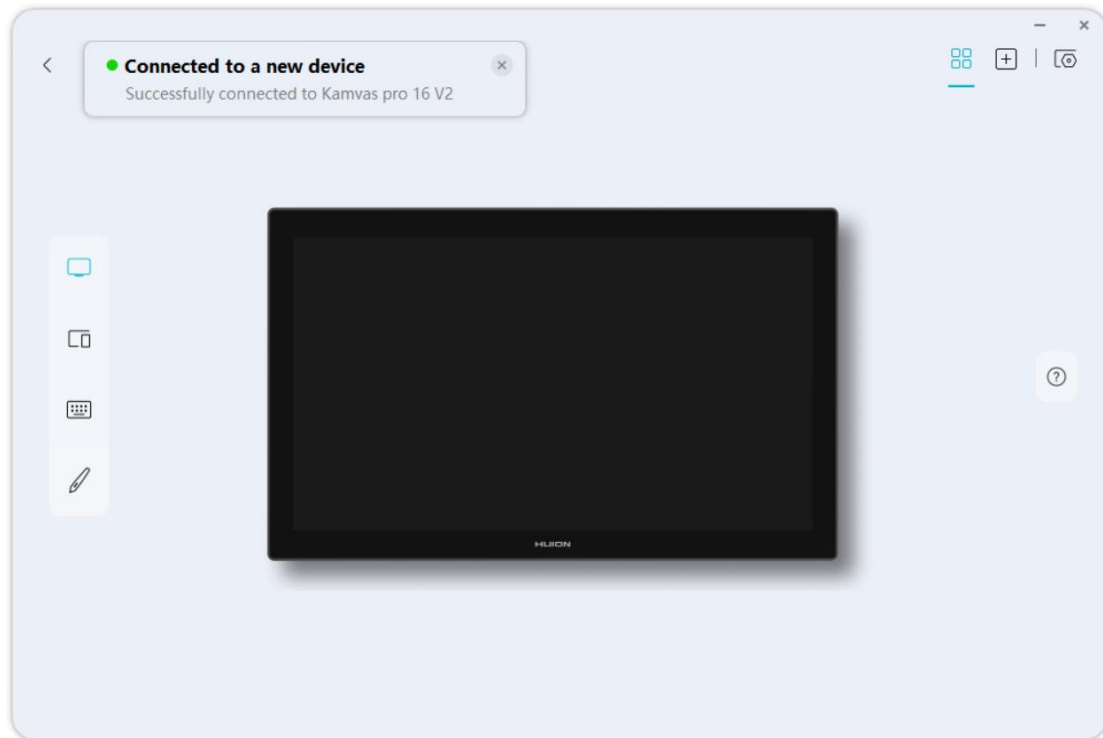 Connected to a new device
Successfully connected to Kamvas pro 16 V2
HUION